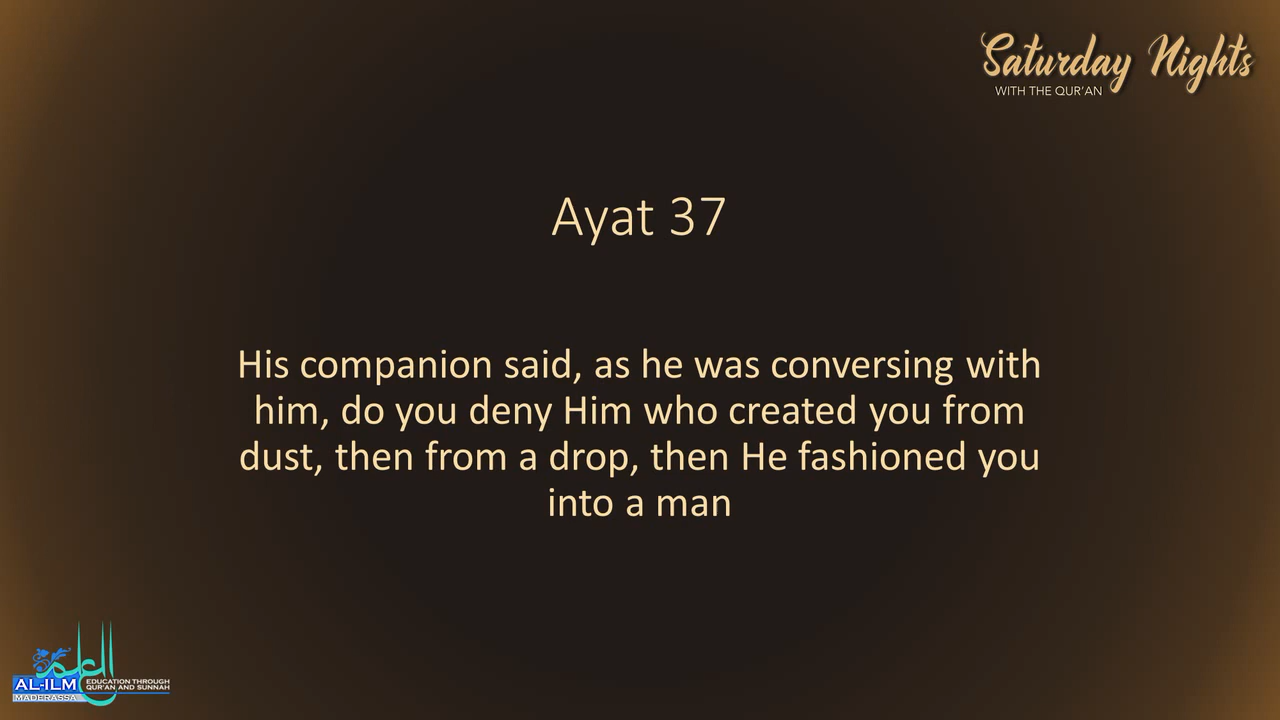 Saturday Nights
WITH THE QUR'AN
Ayat 37
His companion said, as he was conversing with
him, do you deny Him who created you from
dust, then from a drop, then He fashioned you
into a man
العلم
AL-ILM
MADERASSA
EDUCATION THROUGH
QUR'AN AND SUNNAH